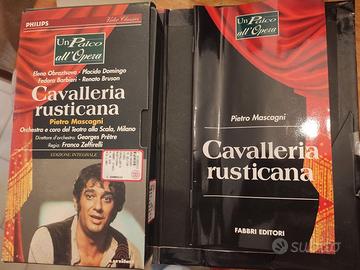 PHILIPS
Video Classics
Un Palco
all'Opera
Elena Obraztsova - Placido Domingo
Fedora Barbieri - Renato Bruson
Cavalleria
rusticana
Pietro Mascagni
Orchestra e coro del Teatro alla Scala, Milano
Direttore d'orchestra: Georges Prêtre
Regia: Franco Zeffirelli
EDIZIONE INTEGRALE
Un Palco
all'Opera
Pietro Mascagni
Cavalleria
rusticana
FABBRI EDITORI
subito